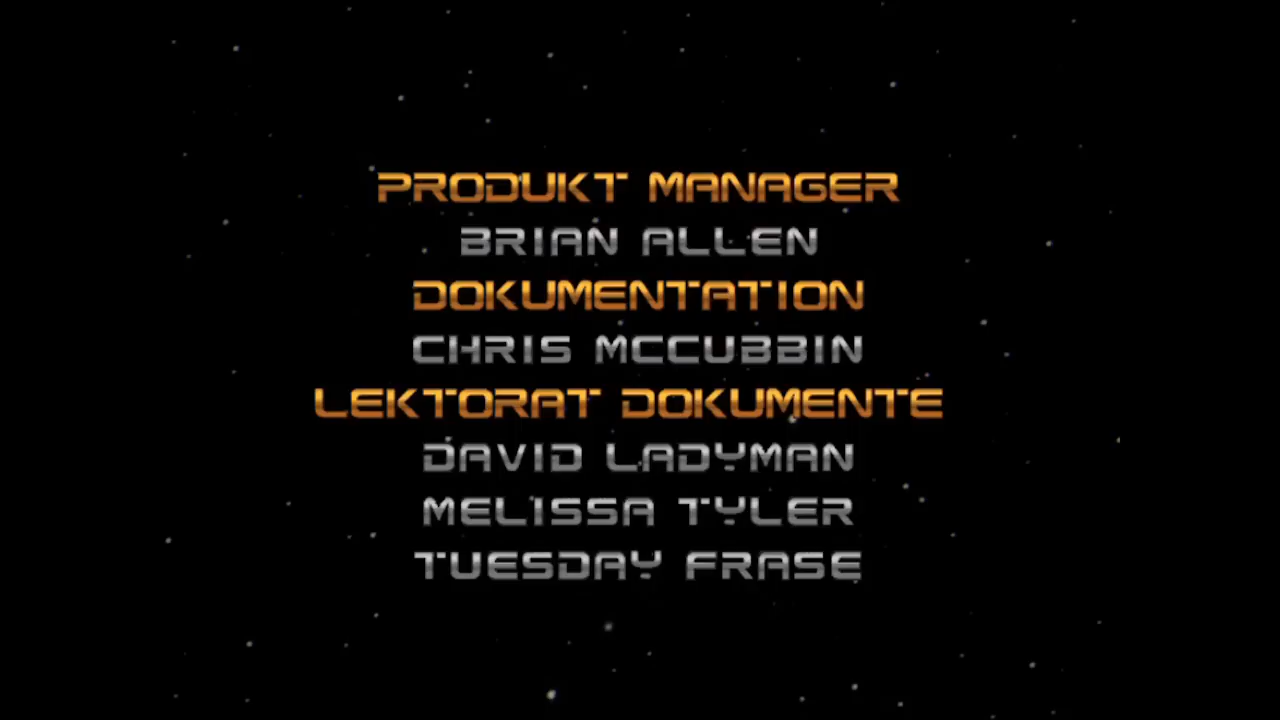 PRODUKT MANAGER
BRIAN ALLEN
DOKUMENTATION
CHRIS MCCUBBIN
LEKTORAT DOKUMENTE
DAVID LADYMAN
MELISSA TYLER
TUESDAY FRASE